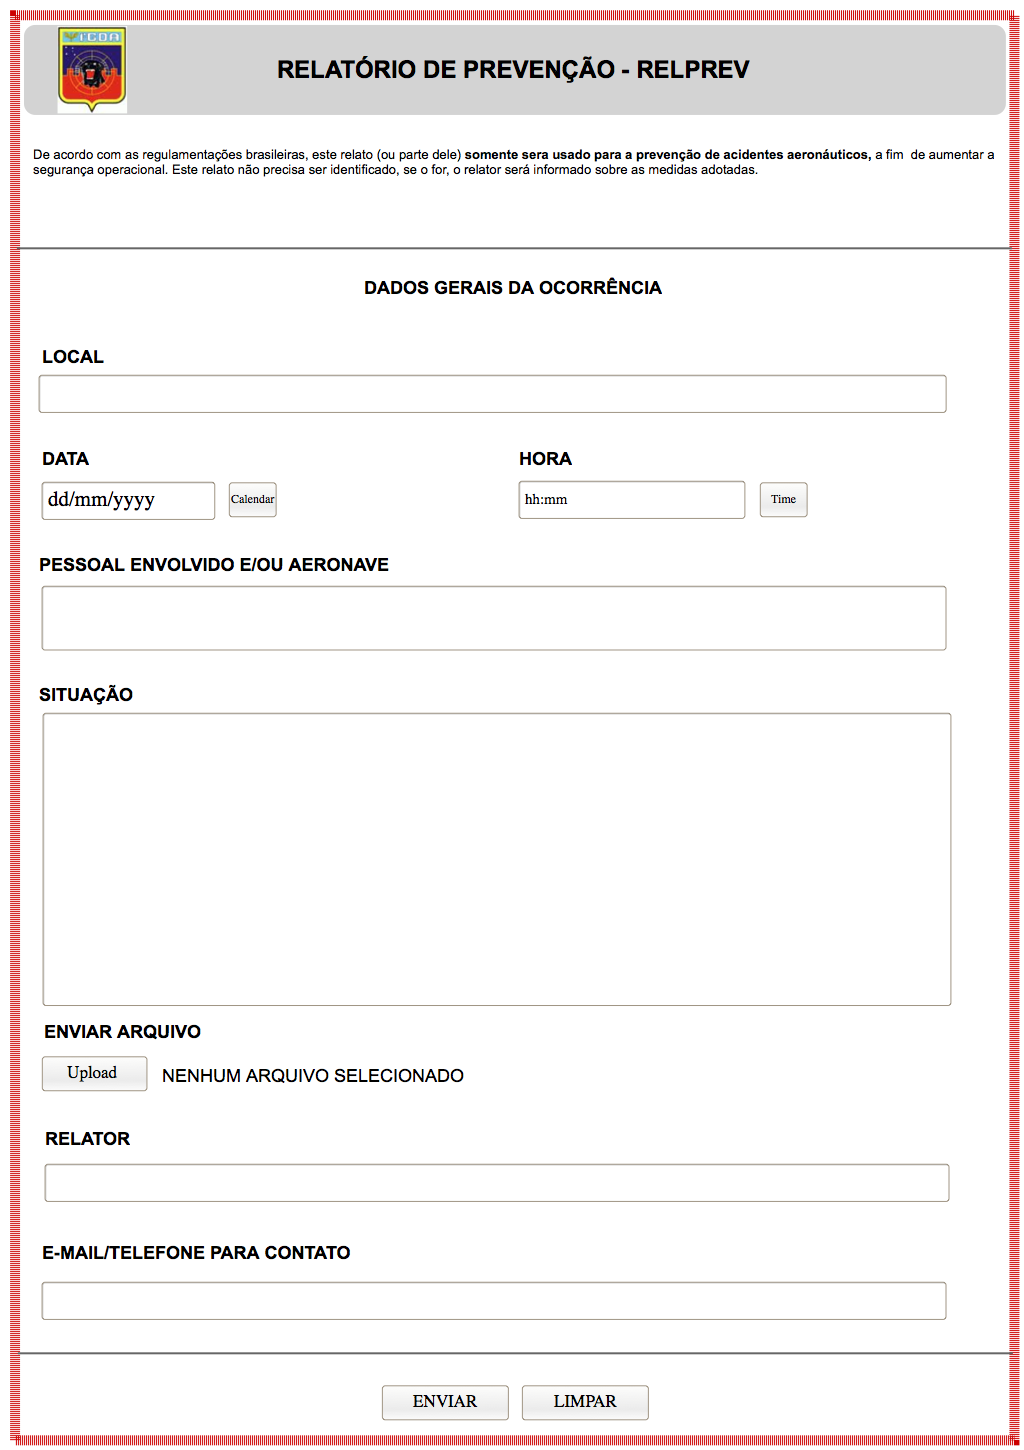 RELATÓRIO DE PREVENÇÃO - RELPREV
De acordo com as regulamentações brasileiras, este relato (ou parte dele) somente sera usado para a prevenção de acidentes aeronáuticos, a fim  de aumentar a
segurança operacional. Este relato não precisa ser identificado, se o for, o relator será informado sobre as medidas adotadas.
DADOS GERAIS DA OCORRÊNCIA
LOCAL
DATA HORA
dd/mm/yyyy Calendar hh:mm Time
PESSOAL ENVOLVIDO E/OU AERONAVE
SITUAÇÃO
ENVIAR ARQUIVO
Upload NENHUM ARQUIVO SELECIONADO
RELATOR
E-MAIL/TELEFONE PARA CONTATO
ENVIAR LIMPAR